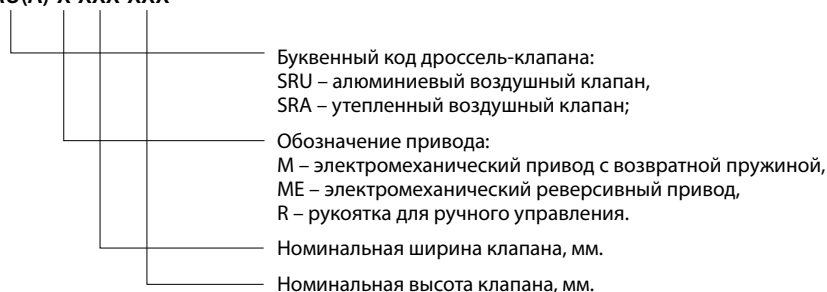 Буквенный код дроссель-клапана:
SRU – алюминиевый воздушный клапан,
SRA – утепленный воздушный клапан;
Обозначение привода:
M – электромеханический привод с возвратной пружиной,
ME – электромеханический реверсивный привод,
R – рукоятка для ручного управления.
Номинальная ширина клапана, мм.
Номинальная высота клапана, мм.